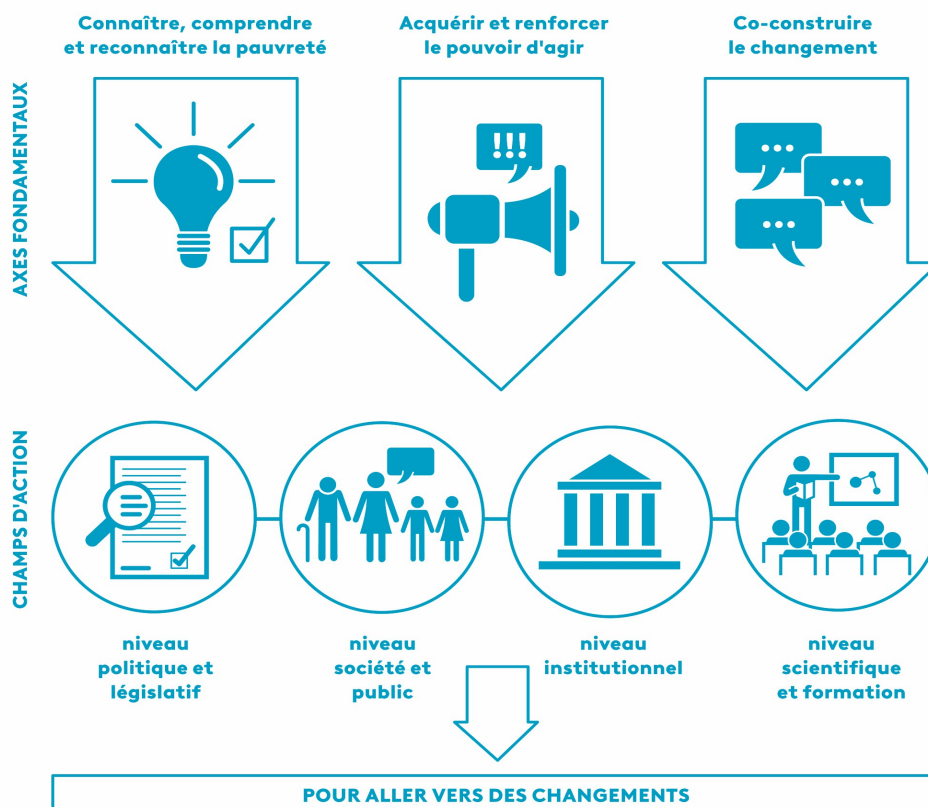 Connaître, comprendre
et reconnaître la pauvreté
Acquérir et renforcer
le pouvoir d'agir
Co-construire
le changement
AXES FONDAMENTAUX
!!!
...
...
...
CHAMPS D'ACTION
niveau
politique et
législatif
niveau
société et
public
niveau
institutionnel
niveau
scientifique
et formation
POUR ALLER VERS DES CHANGEMENTS